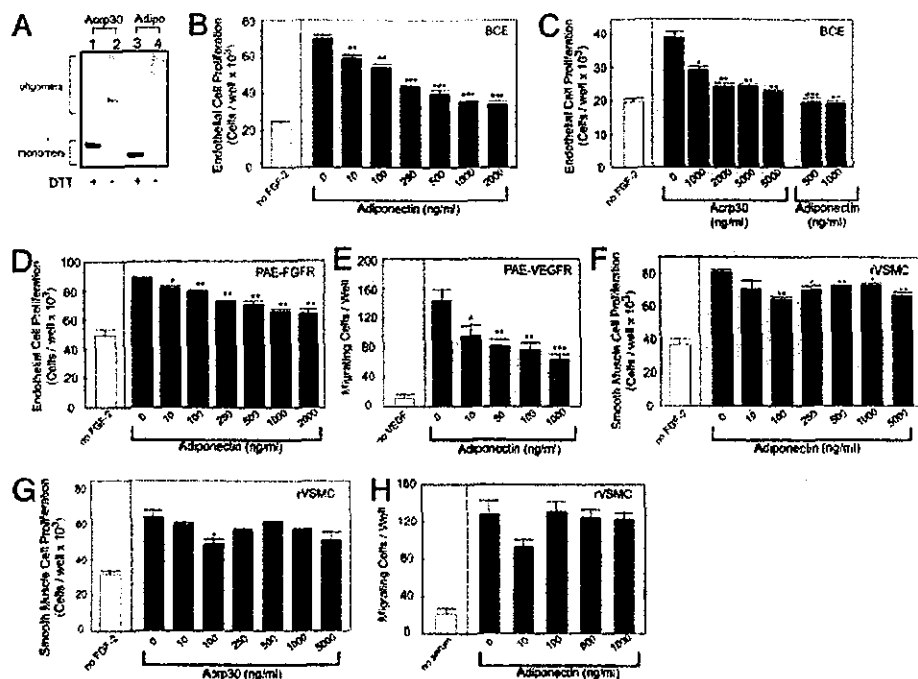 A
Acrp30 Adipo
1 2 3 4
oligomers
monomers
DTT + - + -
B
BCE
Endothelial Cell Proliferation
(Cells / well x 10³)
80
60
40
20
0
** ** *** *** *** ***
no FGF-2 0 10 100 250 500 1000 2000
Adiponectin (ng/ml)
C
BCE
Endothelial Cell Proliferation
(Cells / well x 10³)
40
30
20
10
0
* ** ** ** *** **
no FGF-2 0 1000 2000 5000 500 1000
Acrp30
(ng/ml)
Adiponectin
(ng/ml)
D
PAE-FGFR
Endothelial Cell Proliferation
(Cells / well x 10³)
100
80
60
40
20
0
* ** ** ** ** **
no FGF-2 0 10 100 250 500 1000 2000
Adiponectin (ng/ml)
E
PAE-VEGFR
Migrating Cells / Well
200
160
120
80
40
0
* ** ** ***
no VEGF 0 10 50 100 1000
Adiponectin (ng/ml)
F
rVSMC
Smooth Muscle Cell Proliferation
(Cells / well x 10³)
80
60
40
20
0
no FGF-2 0 10 100 250 500 1000 5000
Adiponectin (ng/ml)
G
rVSMC
Smooth Muscle Cell Proliferation
(Cells / well x 10³)
80
60
40
20
0
*
no FGF-2 0 10 100 250 500 1000 5000
Acrp30 (ng/ml)
H
rVSMC
Migrating Cells / Well
160
120
90
60
30
0
no serum 0 10 100 500 1000
Adiponectin (ng/ml)